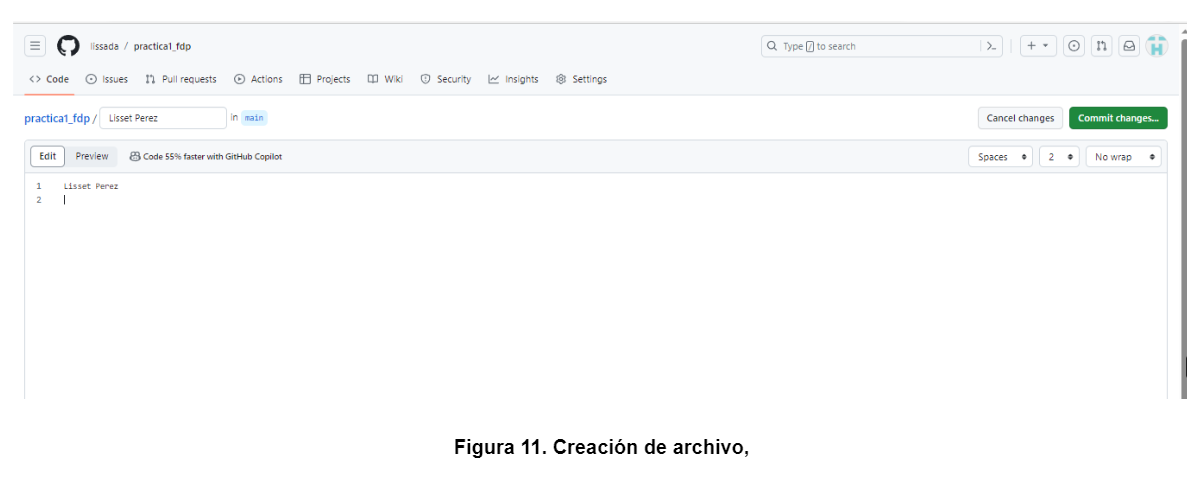 lissada / practica1_fdp
Type / to search
Code Issues Pull requests Actions Projects Wiki Security Insights Settings
practica1_fdp / Lisset Perez in main
Cancel changes Commit changes...
Edit Preview Code 55% faster with GitHub Copilot
Spaces 2 No wrap
1 Lisset Perez
2
Figura 11. Creación de archivo,